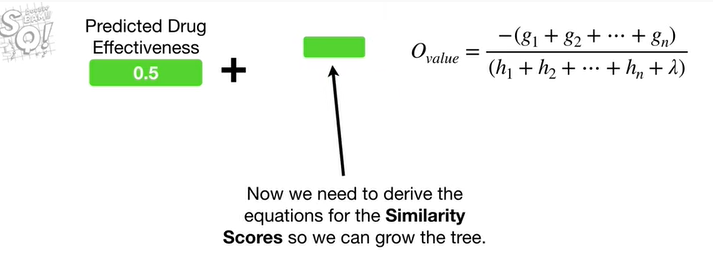 SQ!
Predicted Drug
Effectiveness
0.5
+
O_value = -(g_1 + g_2 + ⋯ + g_n) / (h_1 + h_2 + ⋯ + h_n + λ)
Now we need to derive the
equations for the Similarity
Scores so we can grow the tree.